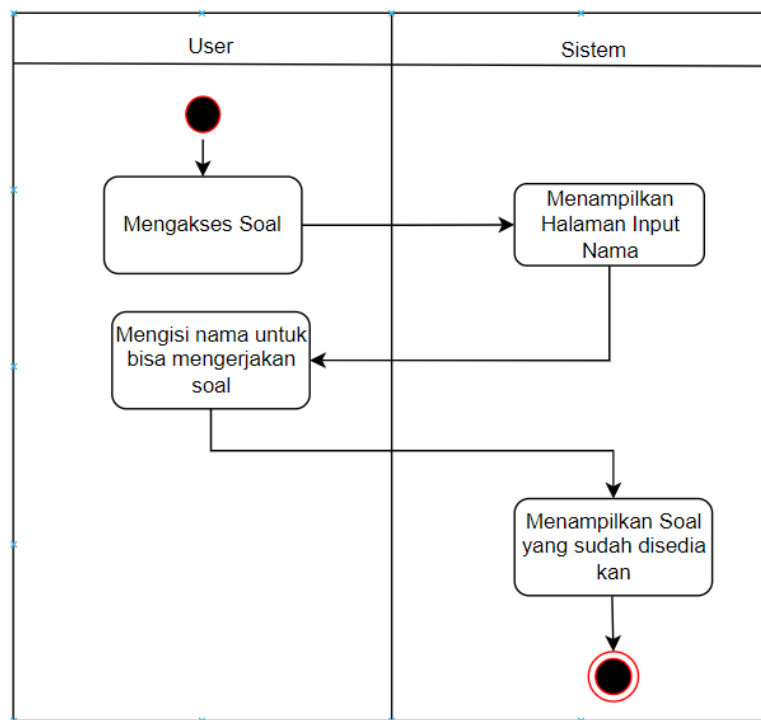 User
Sistem
Mengakses Soal
Menampilkan
Halaman Input
Nama
Mengisi nama untuk
bisa mengerjakan
soal
Menampilkan Soal
yang sudah disedia
kan